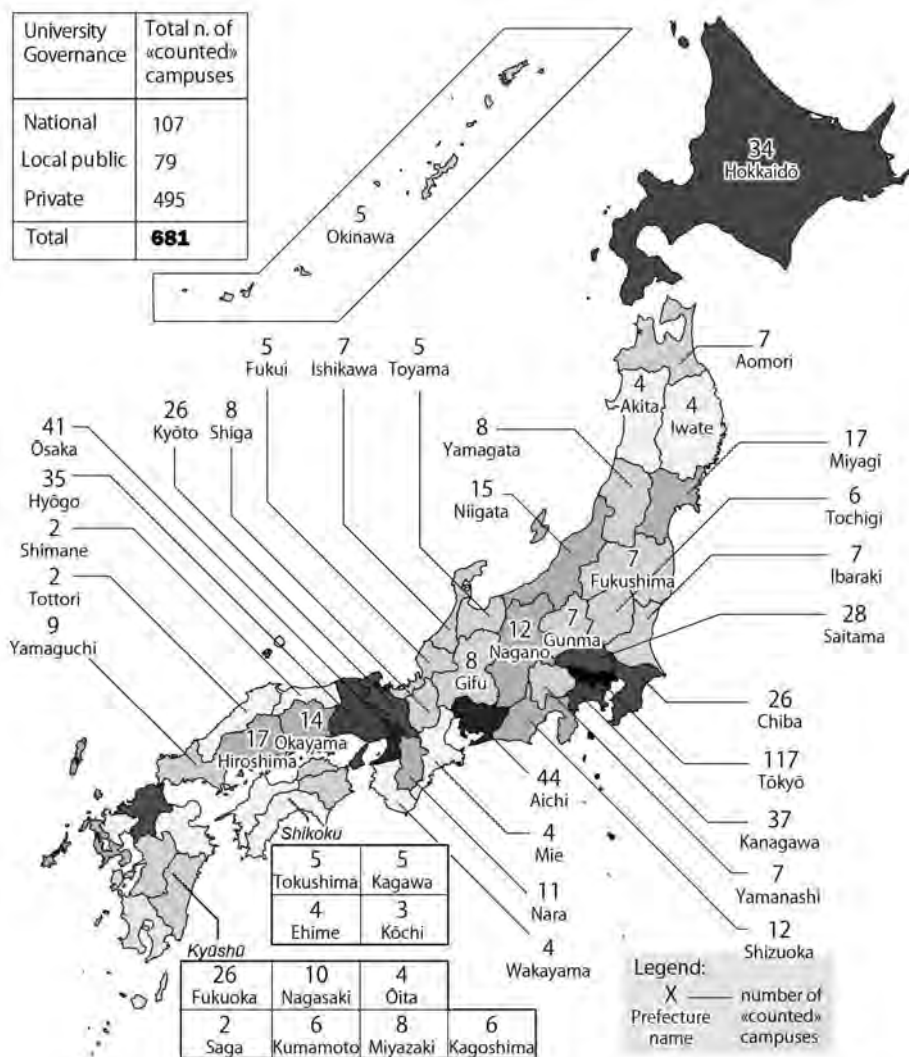 University Governance Total n. of «counted» campuses
National 107
Local public 79
Private 495
Total 681
34
Hokkaidō
5
Okinawa
5
Fukui
7
Ishikawa
5
Toyama
7
Aomori
4
Akita
4
Iwate
26
Kyōto
8
Shiga
8
Yamagata
41
Ōsaka
17
Miyagi
35
Hyōgo
15
Niigata
6
Tochigi
2
Shimane
7
Fukushima
7
Ibaraki
2
Tottori
12
Nagano
7
Gunma
28
Saitama
9
Yamaguchi
8
Gifu
26
Chiba
14
Okayama
17
Hiroshima
117
Tōkyō
44
Aichi
37
Kanagawa
4
Mie
7
Yamanashi
11
Nara
12
Shizuoka
4
Wakayama
Shikoku
5
Tokushima
5
Kagawa
4
Ehime
3
Kōchi
Kyūshū
26
Fukuoka
10
Nagasaki
4
Ōita
2
Saga
6
Kumamoto
8
Miyazaki
6
Kagoshima
Legend:
X
Prefecture
name
number of
«counted»
campuses